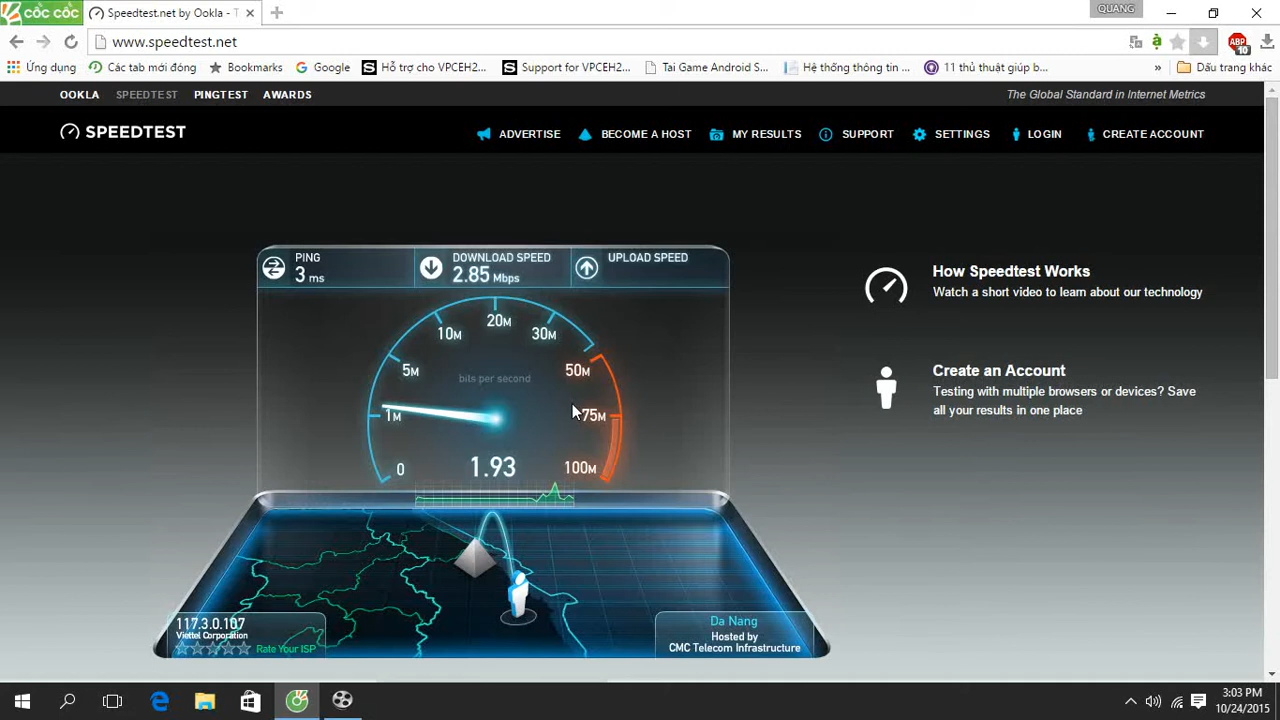 cốc cốc
Speedtest.net by Ookla - T
QUANG
www.speedtest.net
ABP
10
Ứng dụng
Các tab mới đóng
Bookmarks
Google
Hỗ trợ cho VPCEH2...
Support for VPCEH2...
Tai Game Android S...
Hệ thống thông tin ...
11 thủ thuật giúp b...
»
Dấu trang khác
OOKLA
SPEEDTEST
PINGTEST
AWARDS
The Global Standard in Internet Metrics
SPEEDTEST
ADVERTISE
BECOME A HOST
MY RESULTS
SUPPORT
SETTINGS
LOGIN
CREATE ACCOUNT
PING
3 ms
DOWNLOAD SPEED
2.85 Mbps
UPLOAD SPEED
How Speedtest Works
Watch a short video to learn about our technology
20M
10M
30M
5M
50M
bits per second
1M
75M
0
1.93
100M
Create an Account
Testing with multiple browsers or devices? Save
all your results in one place
117.3.0.107
Viettel Corporation
Rate Your ISP
Da Nang
Hosted by
CMC Telecom Infrastructure
3:03 PM
10/24/2015